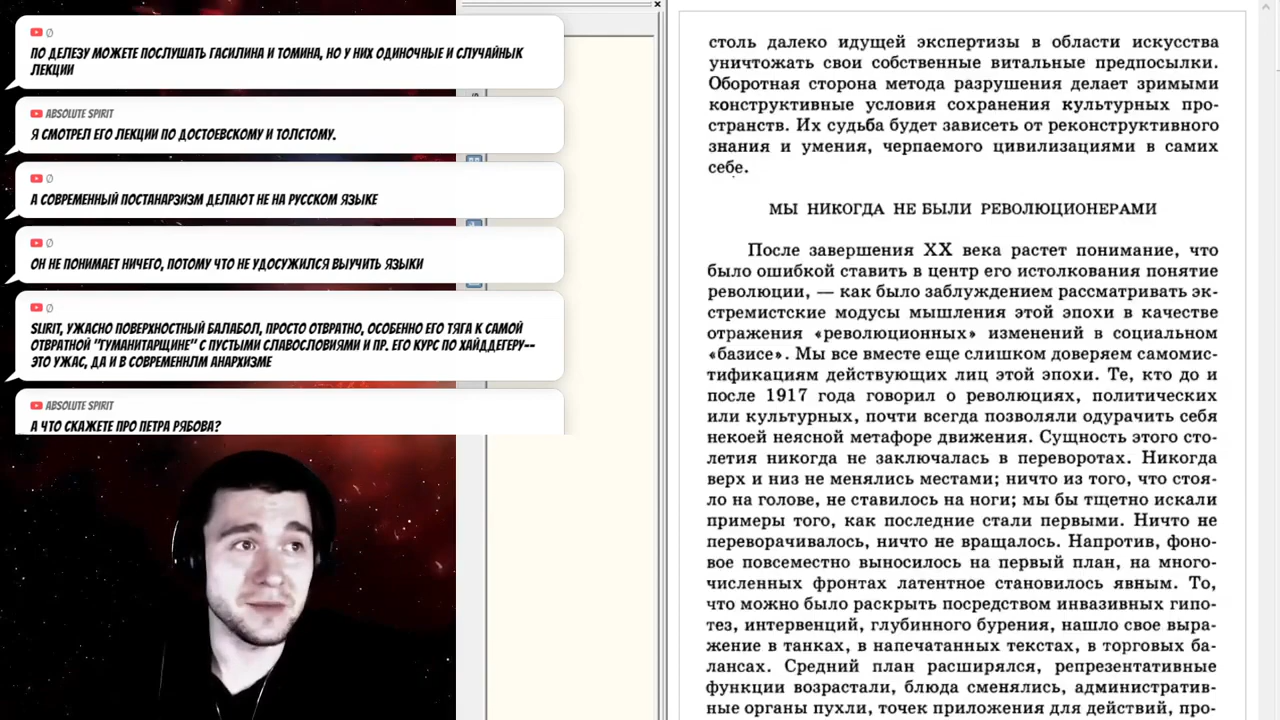 Ø
ПО ДЕЛЕЗУ МОЖЕТЕ ПОСЛУШАТЬ ГАСИЛИНА И ТОМИНА, НО У НИХ ОДИНОЧНЫЕ И СЛУЧАЙНЫХ
ЛЕКЦИИ
ABSOLUTE SPIRIT
Я СМОТРЕЛ ЕГО ЛЕКЦИИ ПО ДОСТОЕВСКОМУ И ТОЛСТОМУ.
Ø
А СОВРЕМЕННЫЙ ПОСТАНАРЗИЗМ ДЕЛАЮТ НЕ НА РУССКОМ ЯЗЫКЕ
Ø
ОН НЕ ПОНИМАЕТ НИЧЕГО, ПОТОМУ ЧТО НЕ УДОСУЖИЛСЯ ВЫУЧИТЬ ЯЗЫКИ
Ø
SLIRIT, УЖАСНО ПОВЕРХНОСТНЫЙ БАЛАБОЛ, ПРОСТО ОТВРАТНО, ОСОБЕННО ЕГО ТЯГА К САМОЙ
ОТВРАТНОЙ "ГУМАНИТАРЩИНЕ" С ПУСТЫМИ СЛАВОСЛОВИЯМИ И ПР. ЕГО КУРС ПО ХАЙДДЕГЕРУ--
ЭТО УЖАС, ДА И В СОВРЕМЕННЛМ АНАРХИЗМЕ
ABSOLUTE SPIRIT
А ЧТО СКАЖЕТЕ ПРО ПЕТРА РЯБОВА?
столь далеко идущей экспертизы в области искусства
уничтожать свои собственные витальные предпосылки.
Оборотная сторона метода разрушения делает зримыми
конструктивные условия сохранения культурных про-
странств. Их судьба будет зависеть от реконструктивного
знания и умения, черпаемого цивилизациями в самих
себе.
МЫ НИКОГДА НЕ БЫЛИ РЕВОЛЮЦИОНЕРАМИ
После завершения XX века растет понимание, что
было ошибкой ставить в центр его истолкования понятие
революции, — как было заблуждением рассматривать эк-
стремистские модусы мышления этой эпохи в качестве
отражения «революционных» изменений в социальном
«базисе». Мы все вместе еще слишком доверяем самомис-
тификациям действующих лиц этой эпохи. Те, кто до и
после 1917 года говорил о революциях, политических
или культурных, почти всегда позволяли одурачить себя
некоей неясной метафоре движения. Сущность этого сто-
летия никогда не заключалась в переворотах. Никогда
верх и низ не менялись местами; ничто из того, что стоя-
ло на голове, не ставилось на ноги; мы бы тщетно искали
примеры того, как последние стали первыми. Ничто не
переворачивалось, ничто не вращалось. Напротив, фоно-
вое повсеместно выносилось на первый план, на много-
численных фронтах латентное становилось явным. То,
что можно было раскрыть посредством инвазивных гипо-
тез, интервенций, глубинного бурения, нашло свое выра-
жение в танках, в напечатанных текстах, в торговых ба-
лансах. Средний план расширялся, репрезентативные
функции возрастали, блюда сменялись, административ-
ные органы пухли, точек приложения для действий, про-